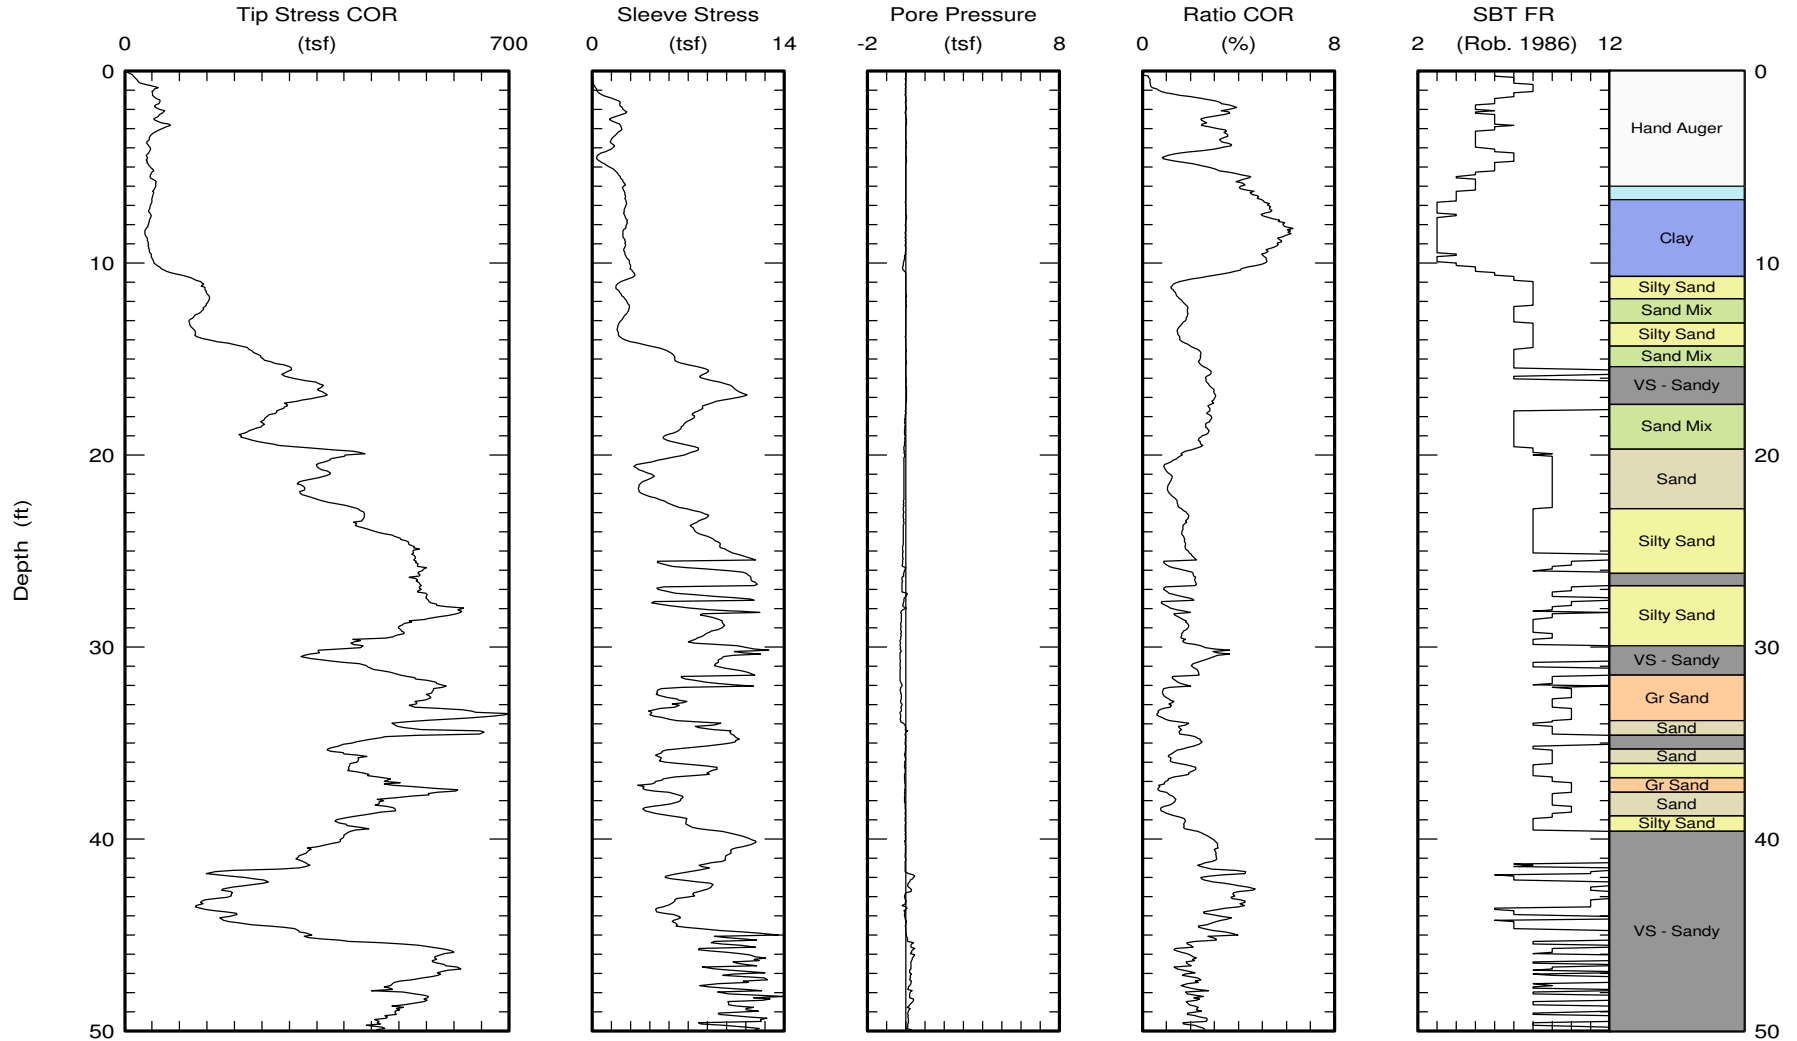 Tip Stress COR Sleeve Stress Pore Pressure Ratio COR SBT FR
0 (tsf) 700 0 (tsf) 14 -2 (tsf) 8 0 (%) 8 2 (Rob. 1986) 12
0 0
Hand Auger
Clay
10 10
Silty Sand
Sand Mix
Silty Sand
Sand Mix
VS - Sandy
Sand Mix
20 20
Sand
Silty Sand
Depth (ft)
Silty Sand
30 30
VS - Sandy
Gr Sand
Sand
Sand
Gr Sand
Sand
Silty Sand
40 40
VS - Sandy
50 50